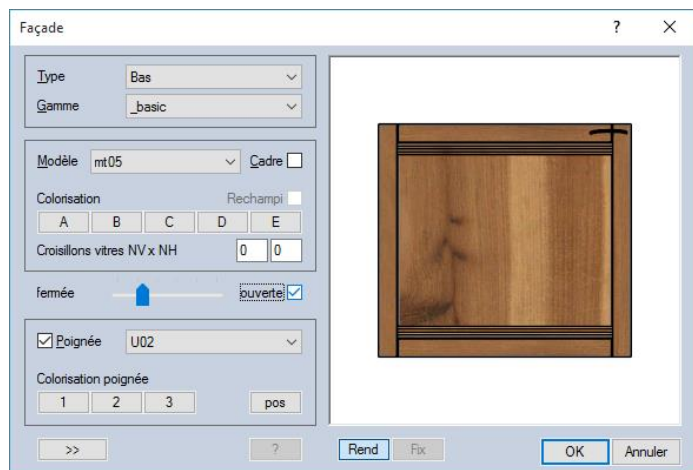 Façade ?
Type Bas
Gamme _basic
Modèle mt05 Cadre
Colorisation Rechampi
A B C D E
Croisillons vitres NV x NH 0 0
fermée ouverte
Poignée U02
Colorisation poignée
1 2 3 pos
>> ? Rend Fix OK Annuler